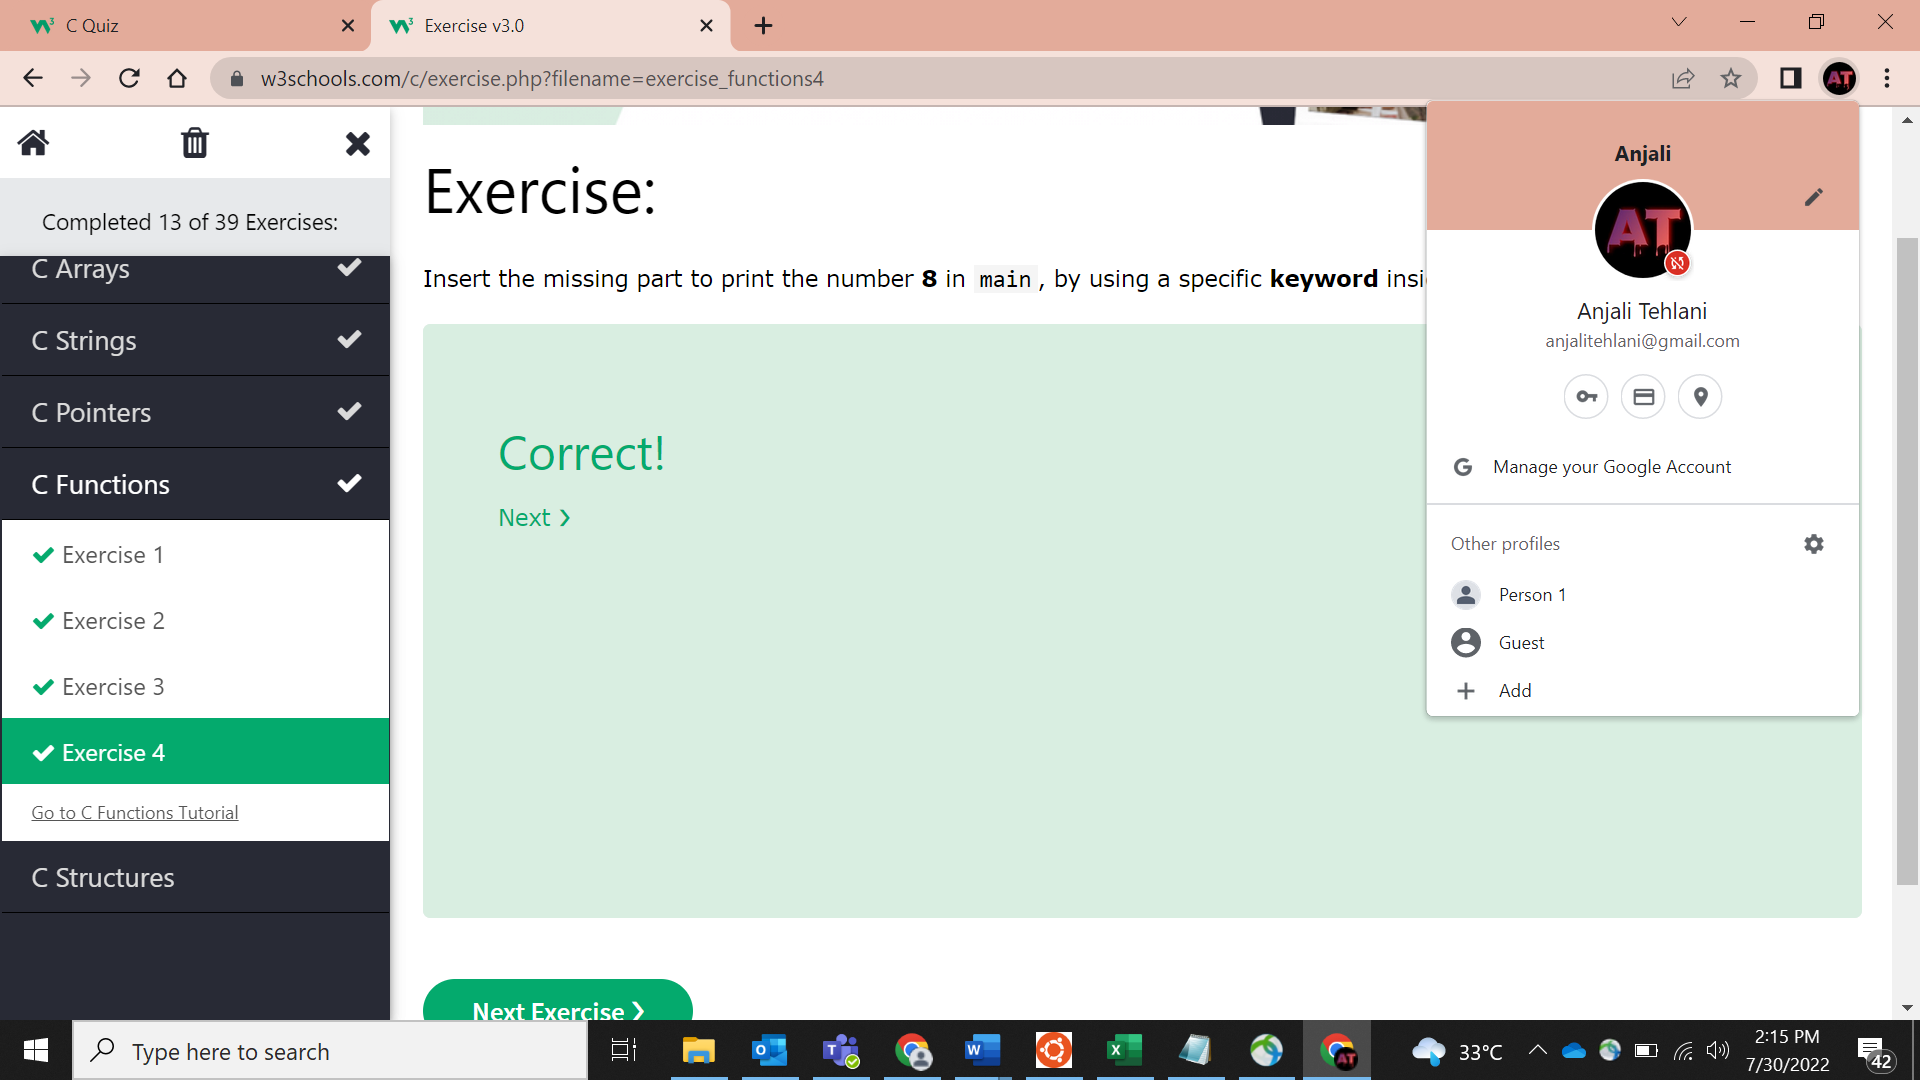 C Quiz
Exercise v3.0
w3schools.com/c/exercise.php?filename=exercise_functions4
AT
Completed 13 of 39 Exercises:
C Arrays
C Strings
C Pointers
C Functions
Exercise 1
Exercise 2
Exercise 3
Exercise 4
Go to C Functions Tutorial
C Structures
Exercise:
Insert the missing part to print the number 8 in main, by using a specific keyword insi
Correct!
Next ❯
Next Exercise ❯
Anjali
AT
Anjali Tehlani
anjalitehlani@gmail.com
Manage your Google Account
Other profiles
Person 1
Guest
Add
Type here to search
33°C
2:15 PM
7/30/2022
42